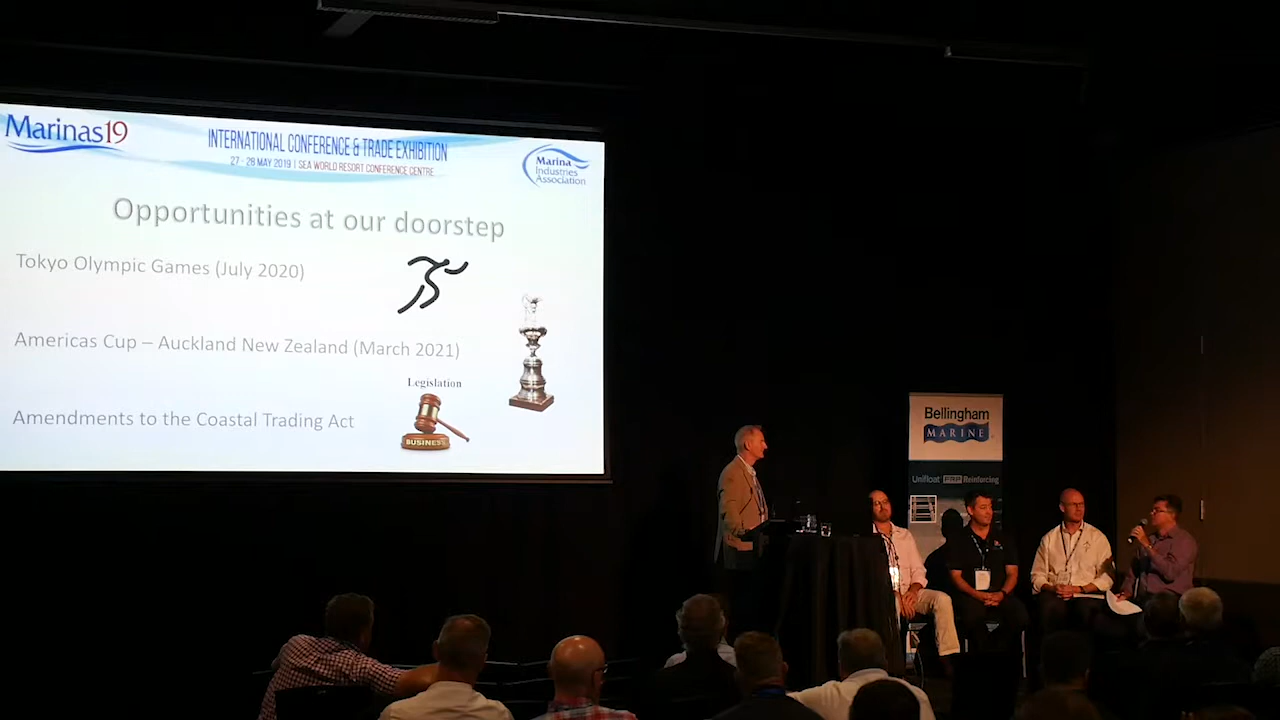 Marinas19
INTERNATIONAL CONFERENCE & TRADE EXHIBITION
27 - 28 MAY 2019 | SEA WORLD RESORT CONFERENCE CENTRE
Marina
Industries
Association
Opportunities at our doorstep
Tokyo Olympic Games (July 2020)
Americas Cup – Auckland New Zealand (March 2021)
Legislation
Amendments to the Coastal Trading Act
BUSINESS
Bellingham
MARINE
Unifloat FRP Reinforcing